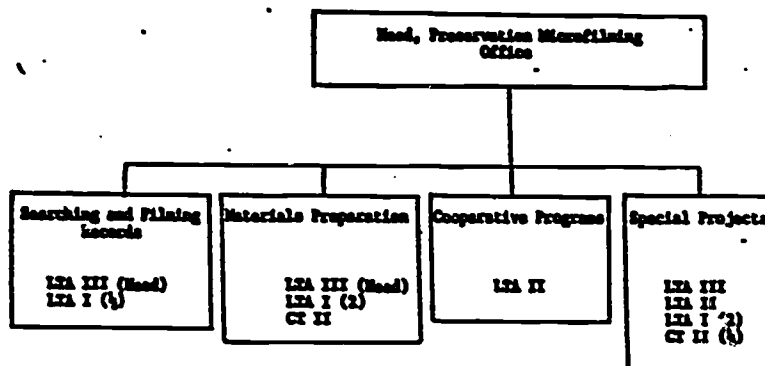 Head, Preservation Microfilming
Office
Searching and Filming
Records
LTA III (Head)
LTA I (½)
Materials Preparation
LTA III (Head)
LTA I (2)
CT II
Cooperative Programs
LTA II
Special Projects
LTA III
LTA II
LTA I
CT II (½)